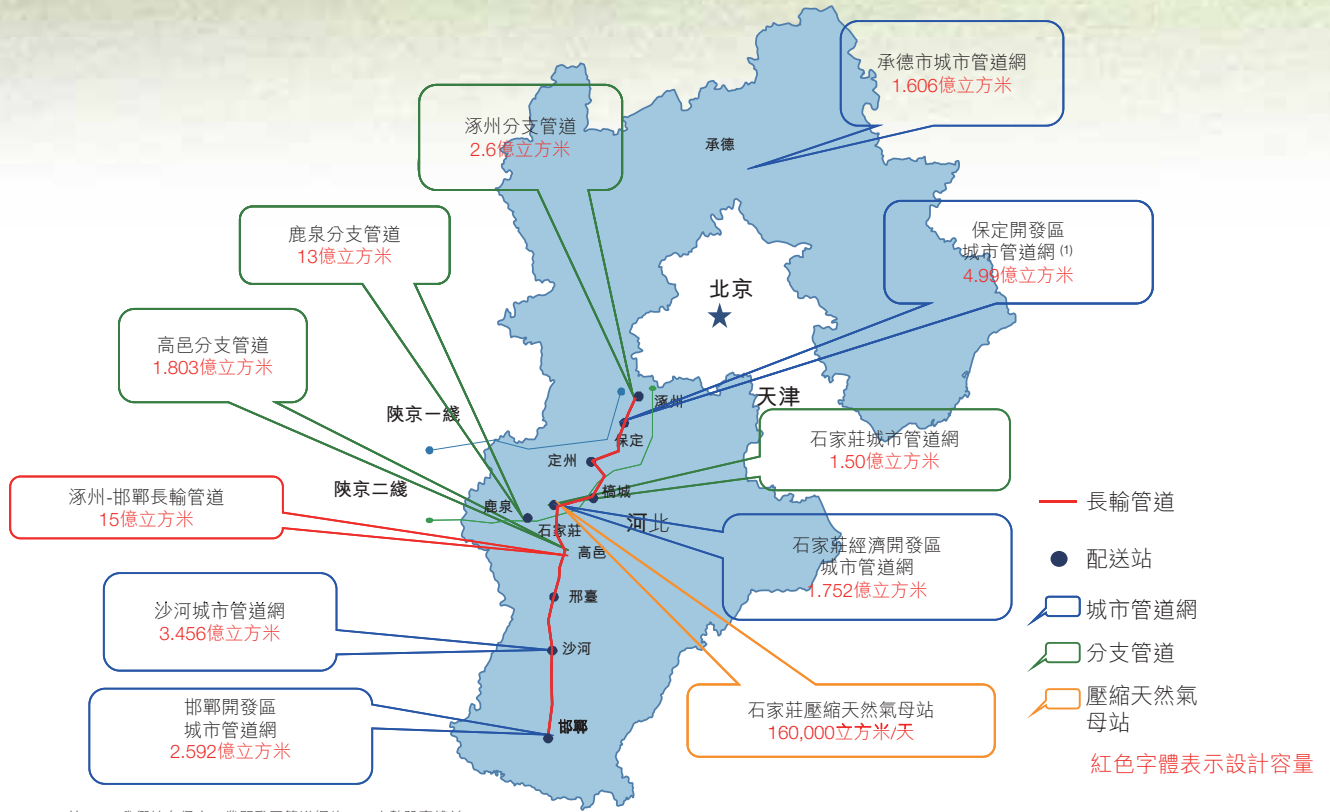 承德市城市管道網
1.606億立方米
涿州分支管道
2.6億立方米
承德
鹿泉分支管道
13億立方米
保定開發區
城市管道網 (1)
4.99億立方米
北京
高邑分支管道
1.803億立方米
陝京一綫
涿州
天津
保定
石家莊城市管道網
1.50億立方米
定州
涿州-邯鄲長輸管道
15億立方米
陝京二綫
鹿泉
槁城
石家莊
河北
高邑
石家莊經濟開發區
城市管道網
1.752億立方米
長輸管道
配送站
城市管道網
分支管道
壓縮天然氣
母站
紅色字體表示設計容量
邢臺
沙河城市管道網
3.456億立方米
沙河
邯鄲開發區
城市管道網
2.592億立方米
邯鄲
石家莊壓縮天然氣母站
160,000立方米/天